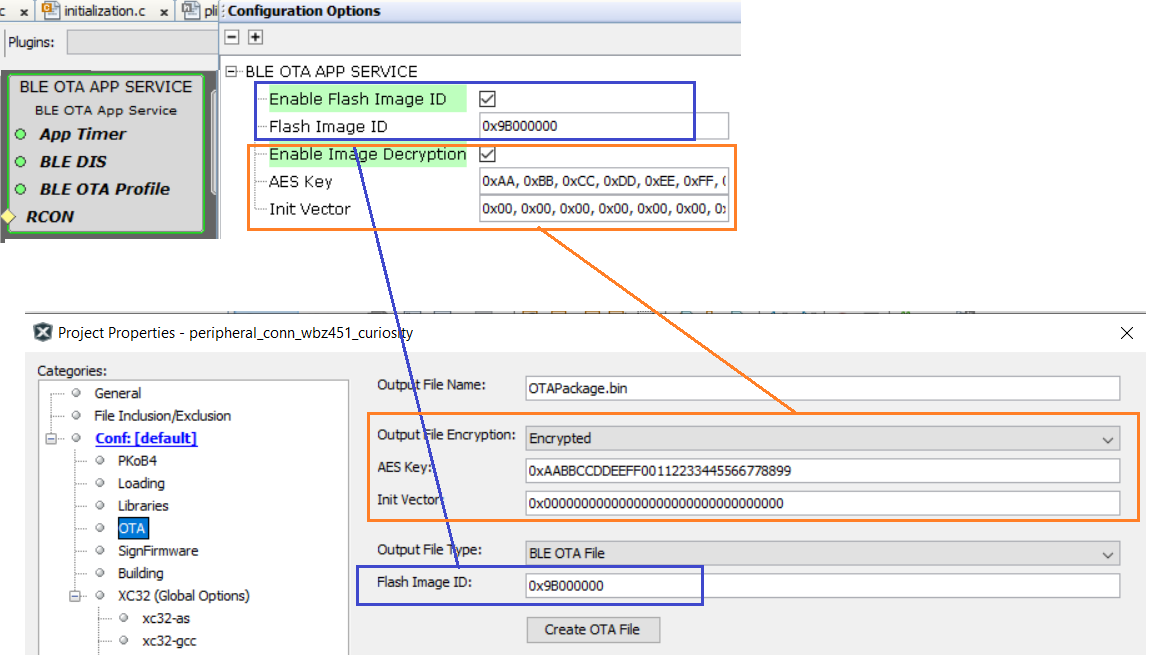 c x initialization.c x pli
Plugins:
BLE OTA APP SERVICE
BLE OTA App Service
App Timer
BLE DIS
BLE OTA Profile
RCON
Configuration Options
BLE OTA APP SERVICE
Enable Flash Image ID
Flash Image ID 0x9B000000
Enable Image Decryption
AES Key 0xAA, 0xBB, 0xCC, 0xDD, 0xEE, 0xFF, (
Init Vector 0x00, 0x00, 0x00, 0x00, 0x00, 0x00, 0x
Project Properties - peripheral_conn_wbz451_curiosity
Categories:
General
File Inclusion/Exclusion
Conf: [default]
PKoB4
Loading
Libraries
OTA
SignFirmware
Building
XC32 (Global Options)
xc32-as
xc32-gcc
Output File Name: OTAPackage.bin
Output File Encryption: Encrypted
AES Key: 0xAABBCCDDEEFF00112233445566778899
Init Vector 0x00000000000000000000000000000000
Output File Type: BLE OTA File
Flash Image ID: 0x9B000000
Create OTA File